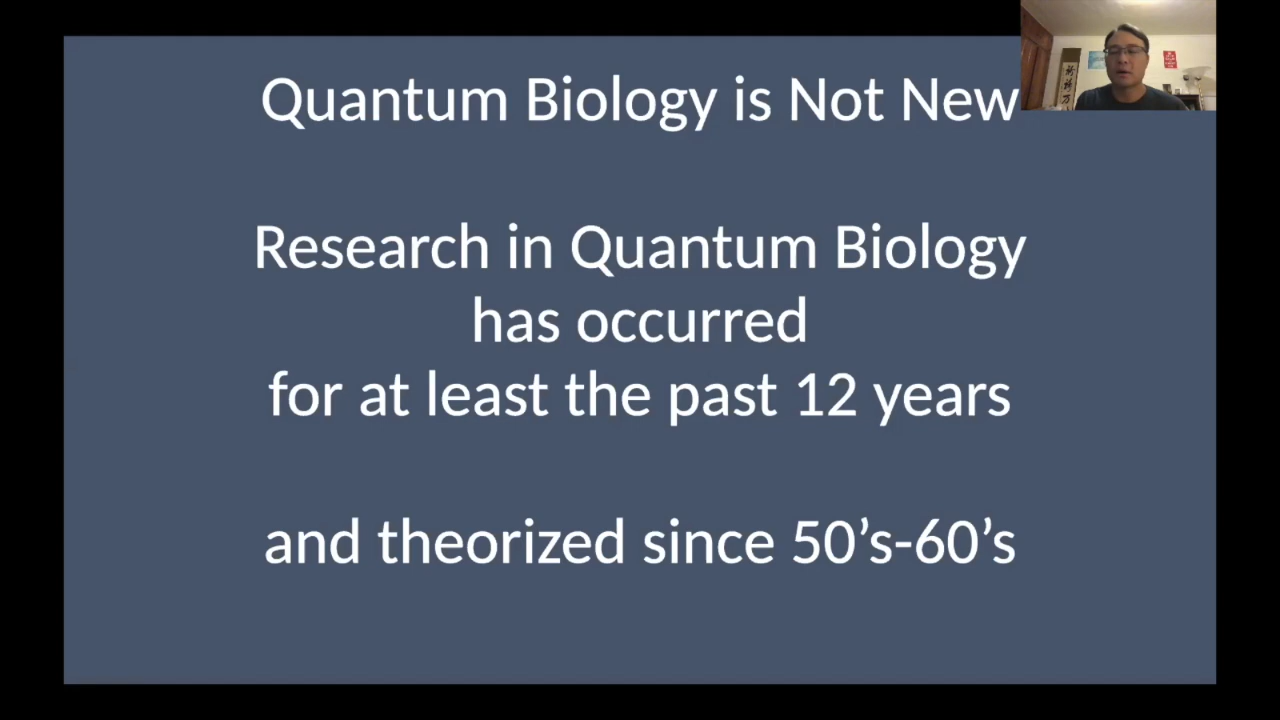 Quantum Biology is Not New
Research in Quantum Biology
has occurred
for at least the past 12 years
and theorized since 50’s-60’s